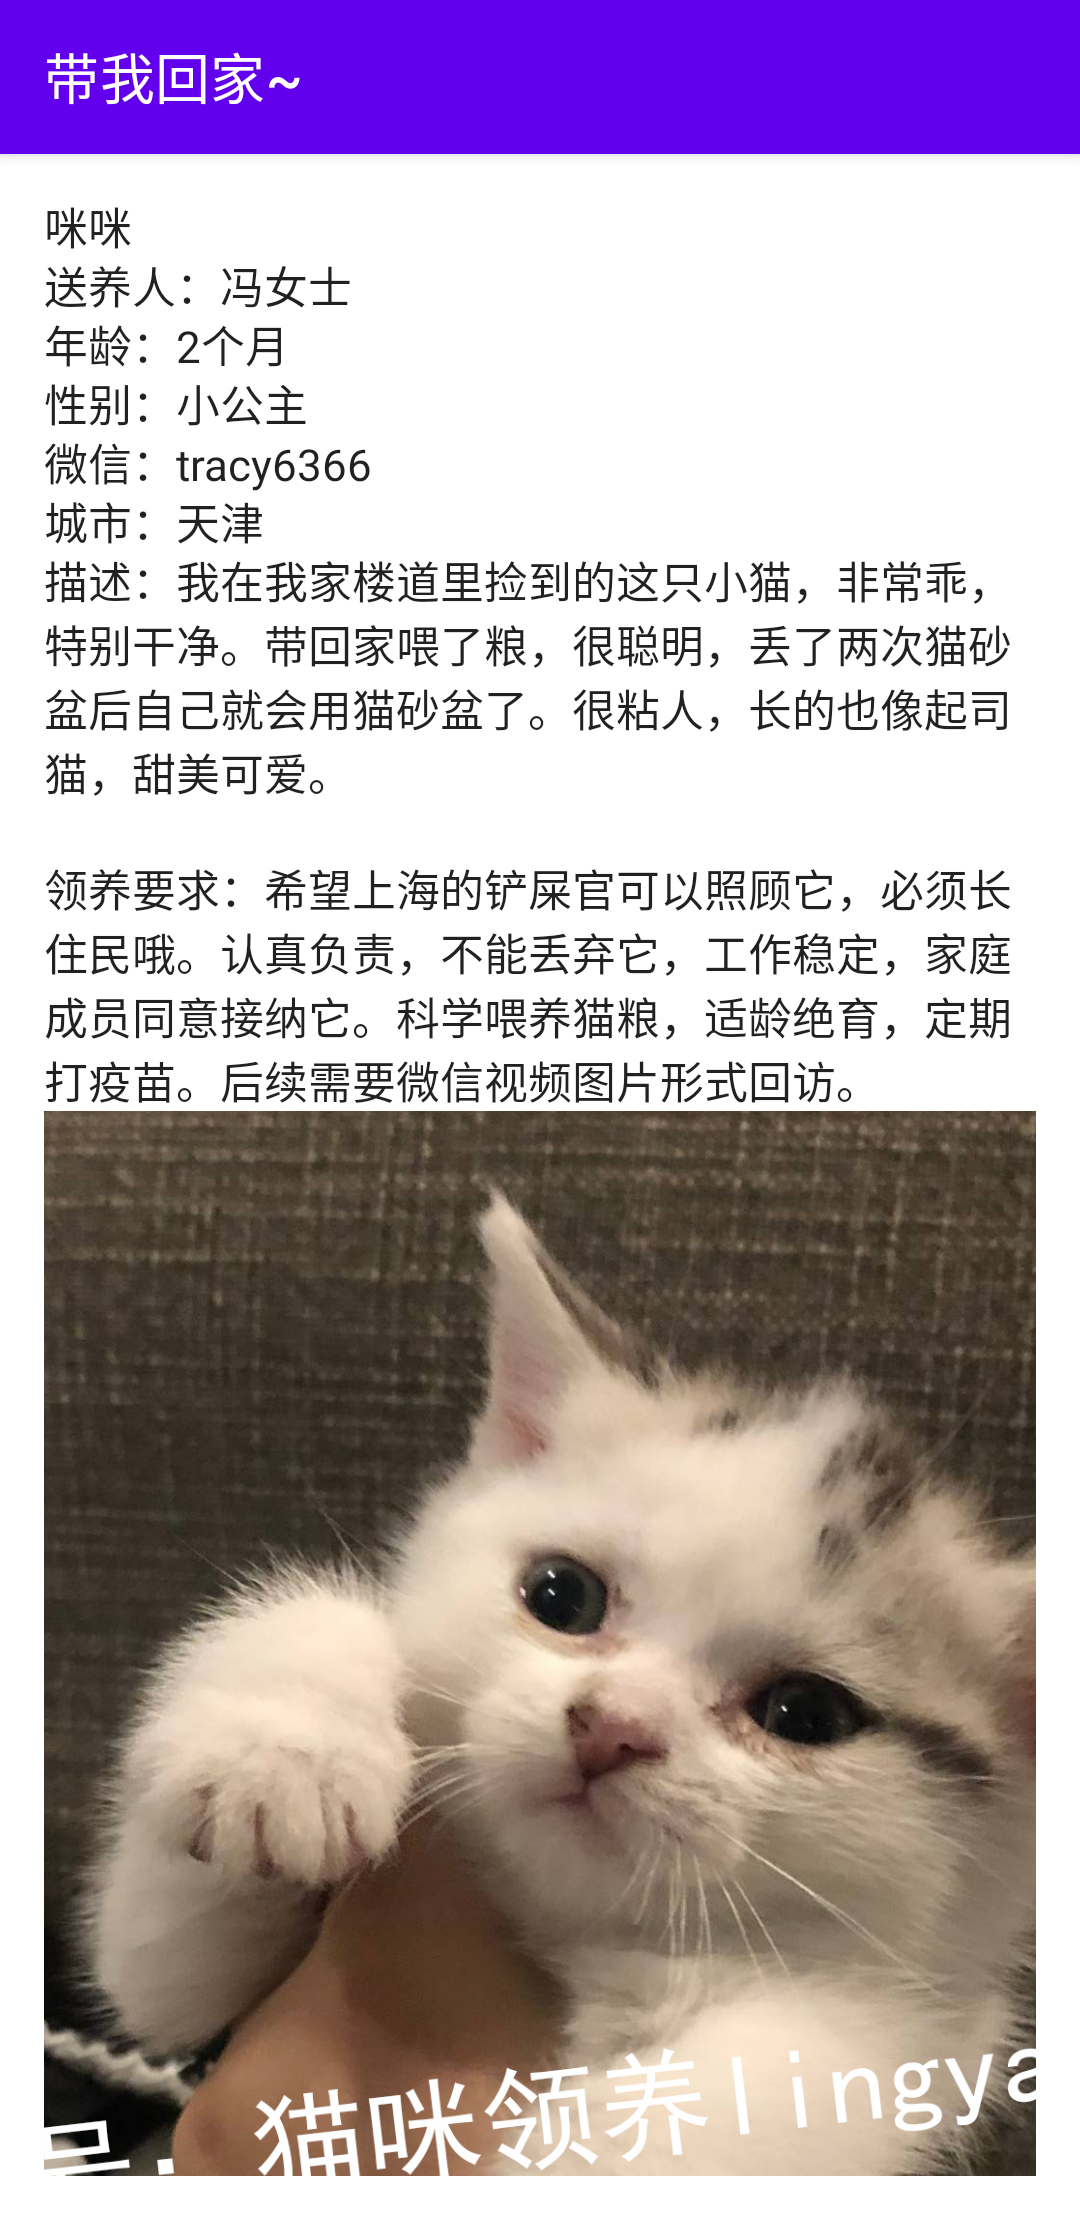 带我回家~
咪咪
送养人：冯女士
年龄：2个月
性别：小公主
微信：tracy6366
城市：天津
描述：我在我家楼道里捡到的这只小猫，非常乖，
特别干净。带回家喂了粮，很聪明，丢了两次猫砂
盆后自己就会用猫砂盆了。很粘人，长的也像起司
猫，甜美可爱。
领养要求：希望上海的铲屎官可以照顾它，必须长
住民哦。认真负责，不能丢弃它，工作稳定，家庭
成员同意接纳它。科学喂养猫粮，适龄绝育，定期
打疫苗。后续需要微信视频图片形式回访。
号：猫咪领养lingya